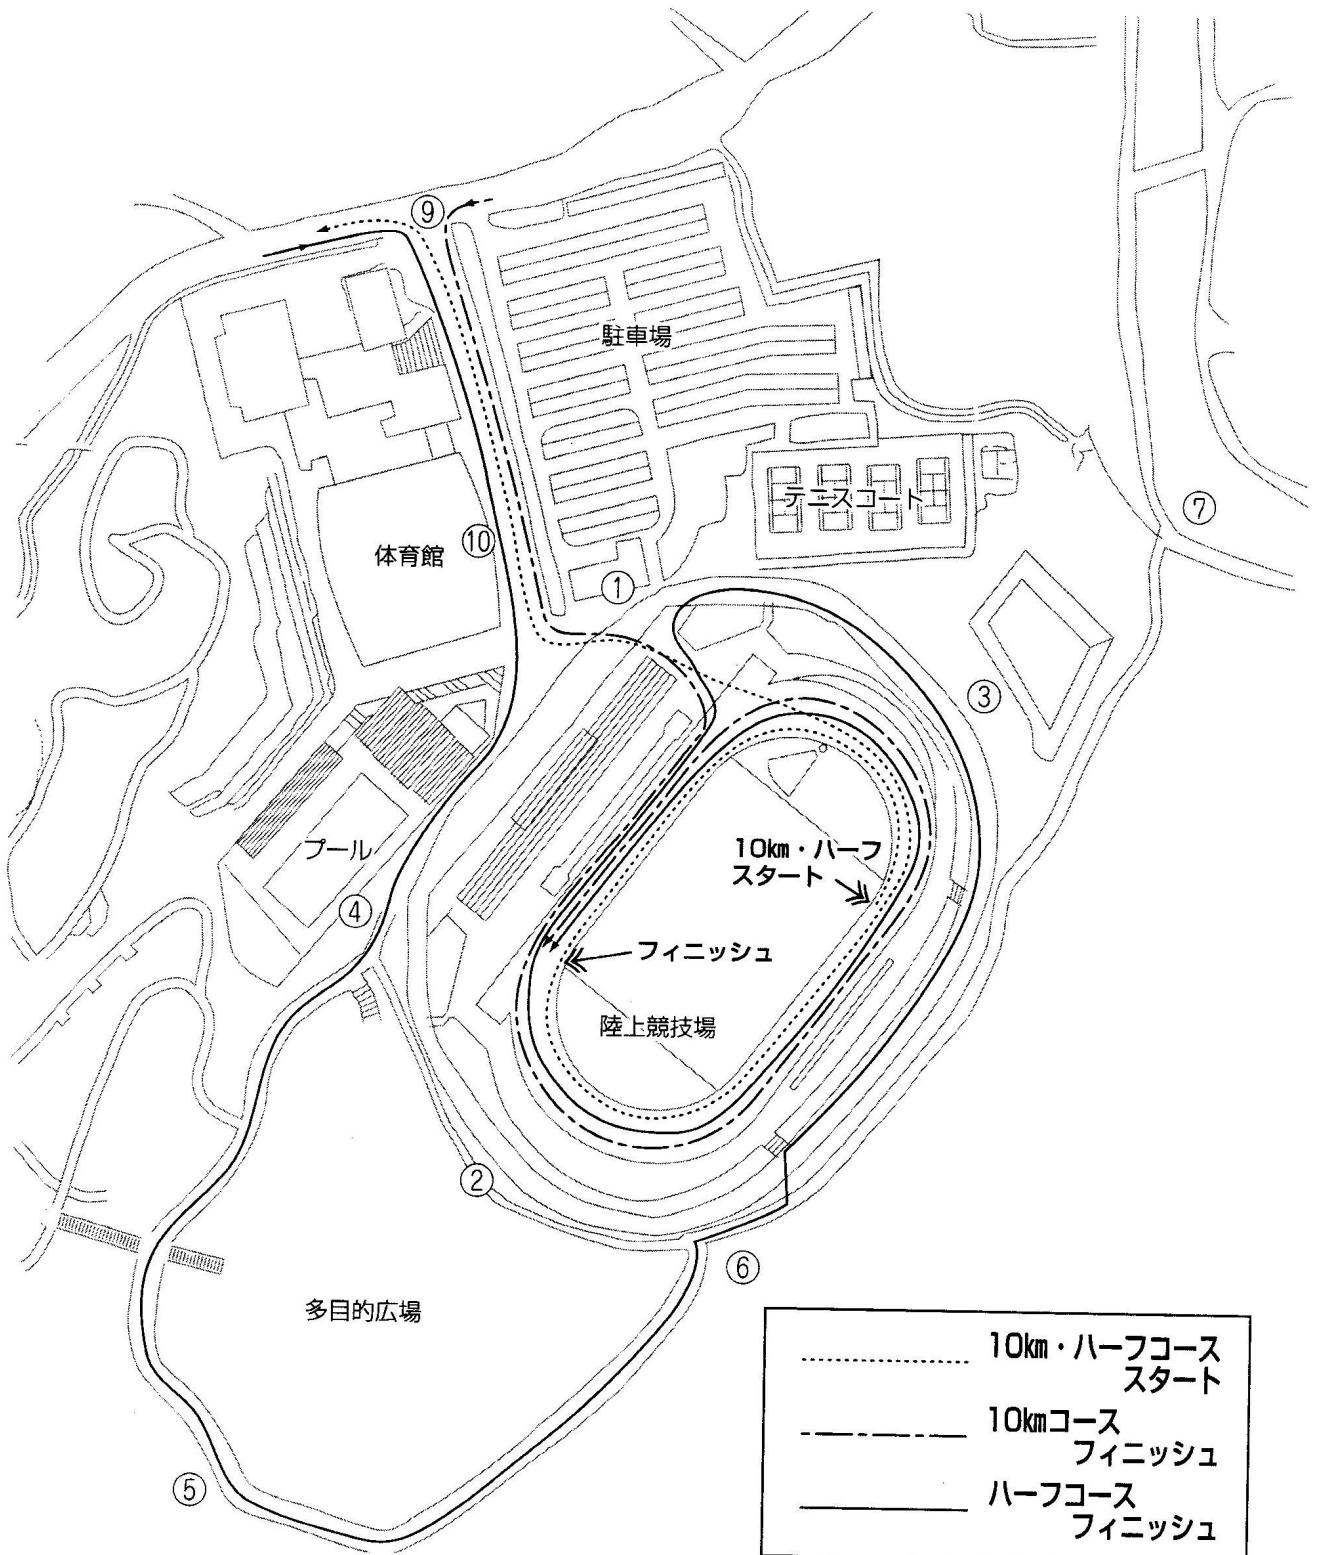 ⑨
駐車場
テニスコート
⑦
⑩
体育館
①
③
10km・ハーフ
スタート
プール
④
フィニッシュ
陸上競技場
②
⑥
多目的広場
⑤
10km・ハーフコース
スタート
10kmコース
フィニッシュ
ハーフコース
フィニッシュ